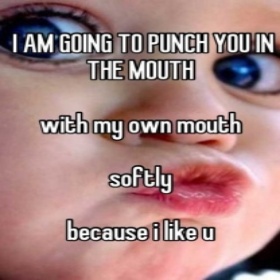 I AM GOING TO PUNCH YOU IN
THE MOUTH
with my own mouth
softly
because i like u